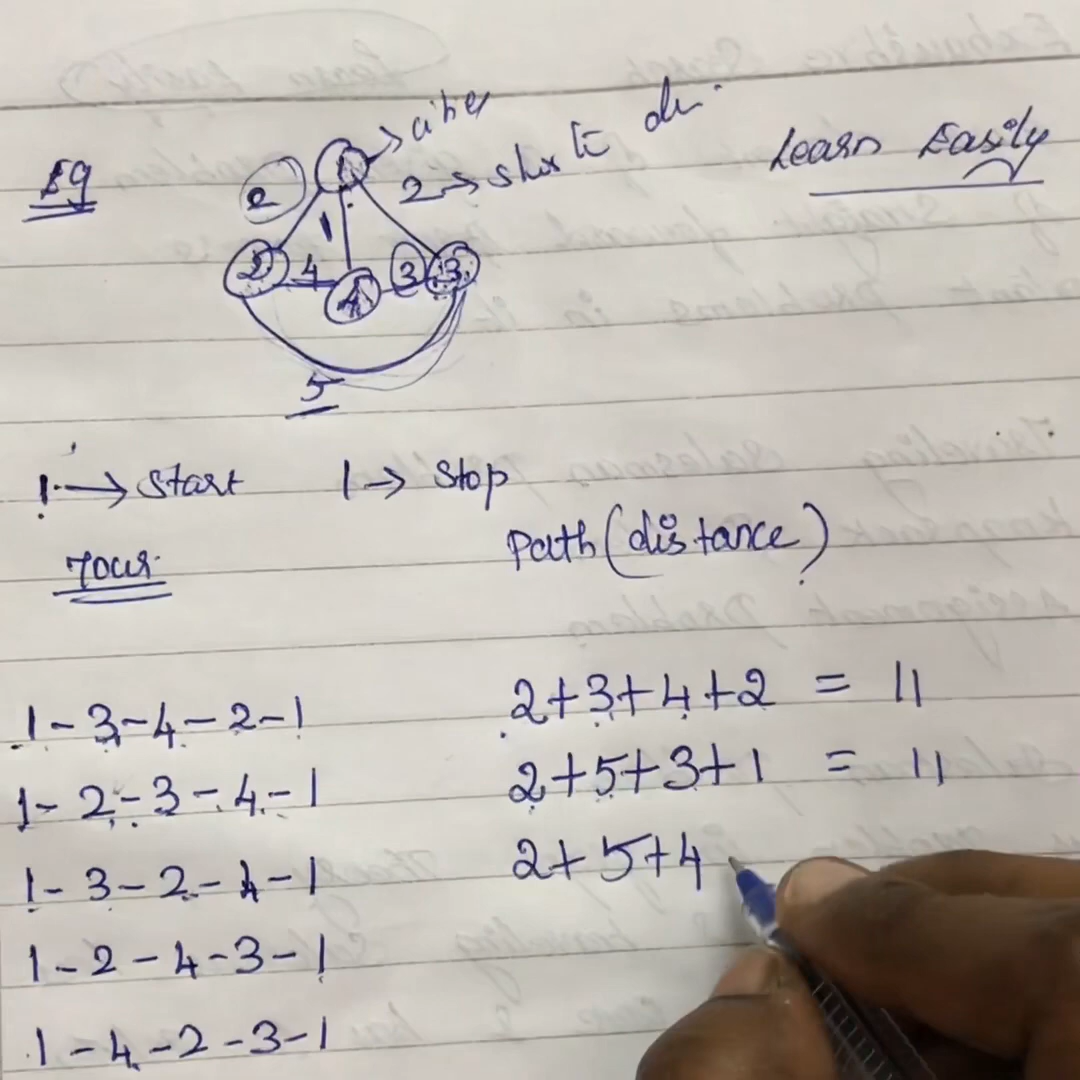 Eg
1 → cities
2 → short
Learn Easily
2
1
2 4 4 3 3
5
1 → Start 1 → Stop
Tour Path (distance)
1 - 3 - 4 - 2 - 1 2 + 3 + 4 + 2 = 11
1 - 2 - 3 - 4 - 1 2 + 5 + 3 + 1 = 11
1 - 3 - 2 - 4 - 1 2 + 5 + 4
1 - 2 - 4 - 3 - 1
1 - 4 - 2 - 3 - 1